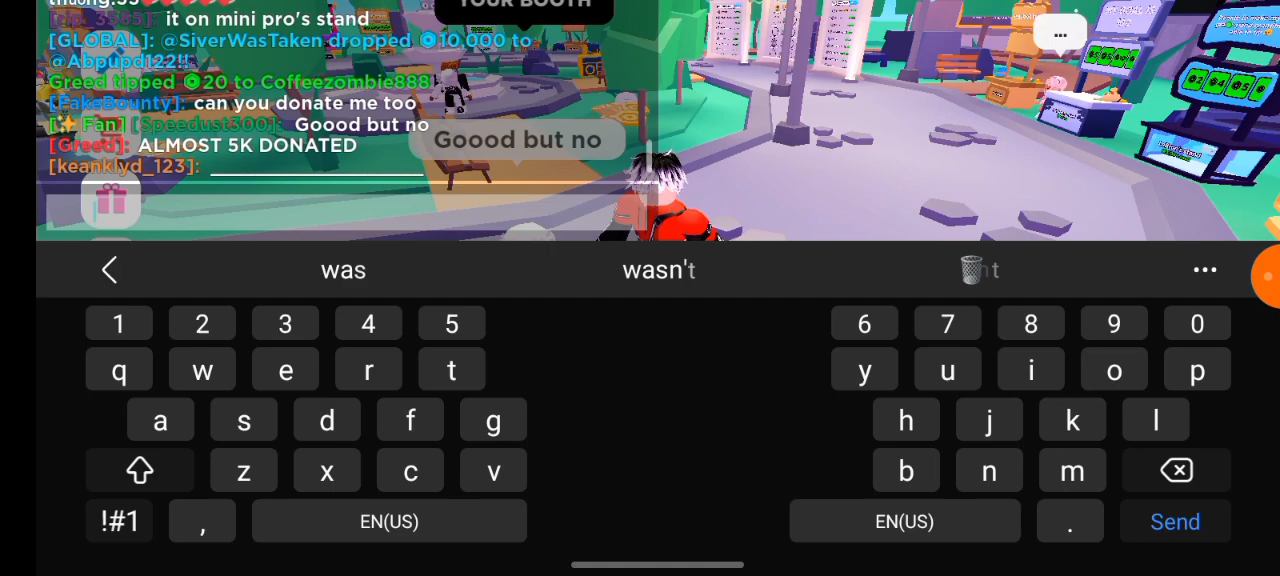 YOUR BOOTH
it on mini pro's stand
[GLOBAL]: @SiverWasTaken dropped 10,000 to
@Abpupd122!!
Greed tipped 20 to Coffeezombie888!
[FakeBounty]: can you donate me too
[✨Fan] [Speedust300]: Goood but no
[Greed]: ALMOST 5K DONATED
[keanklyd_123]: ____________________
Goood but no
...
was wasn't
1 2 3 4 5 6 7 8 9 0
q w e r t y u i o p
a s d f g h j k l
z x c v b n m
!#1 , EN(US) EN(US) . Send